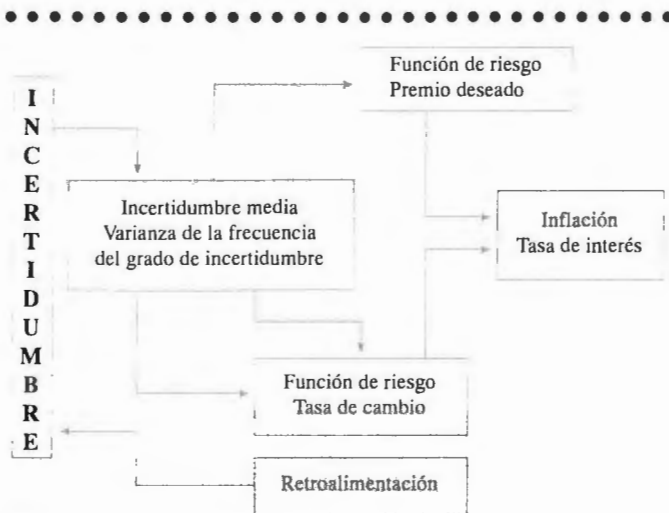 INCERTIDUMBRE
Función de riesgo
Premio deseado
Incertidumbre media
Varianza de la frecuencia
del grado de incertidumbre
Inflación
Tasa de interés
Función de riesgo
Tasa de cambio
Retroalimentación